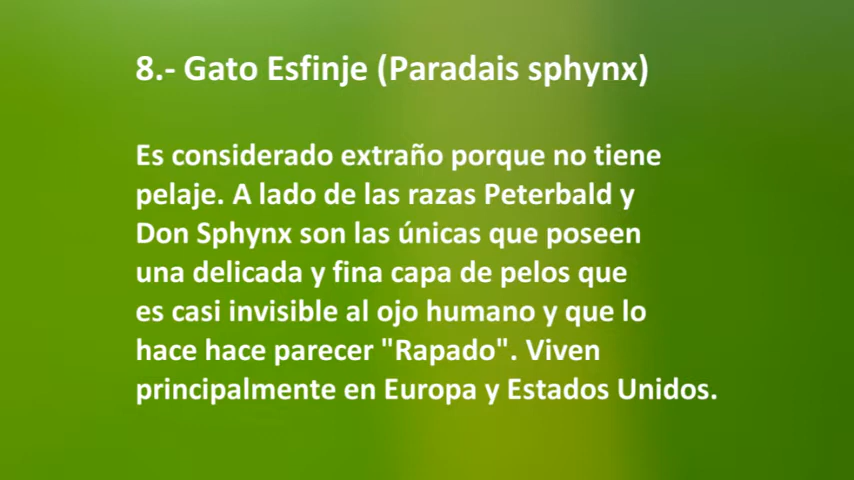 8.- Gato Esfinje (Paradais sphynx)
Es considerado extraño porque no tiene
pelaje. A lado de las razas Peterbald y
Don Sphynx son las únicas que poseen
una delicada y fina capa de pelos que
es casi invisible al ojo humano y que lo
hace hace parecer "Rapado". Viven
principalmente en Europa y Estados Unidos.